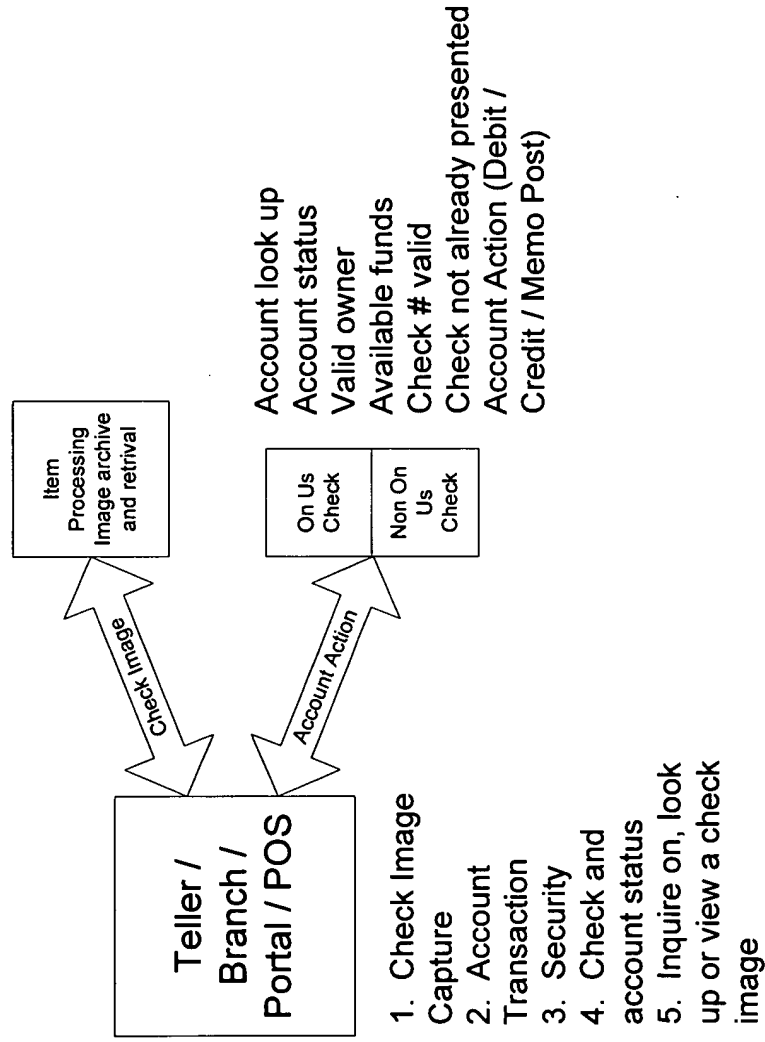 Teller /
Branch /
Portal / POS
1. Check Image
Capture
2. Account
Transaction
3. Security
4. Check and
account status
5. Inquire on, look
up or view a check
image
Check Image
Account Action
Item
Processing
Image archive
and retrival
On Us
Check
Non On
Us
Check
Account look up
Account status
Valid owner
Available funds
Check # valid
Check not already presented
Account Action (Debit /
Credit / Memo Post)